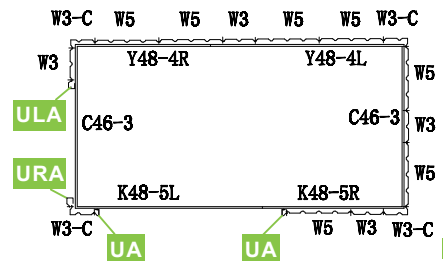 W3-C W5 W5 W3 W5 W5 W3-C
W3 Y48-4R Y48-4L W5
ULA
C46-3 C46-3 W3
URA W5
K48-5L K48-5R
W3-C W5 W3 W3-C
UA UA